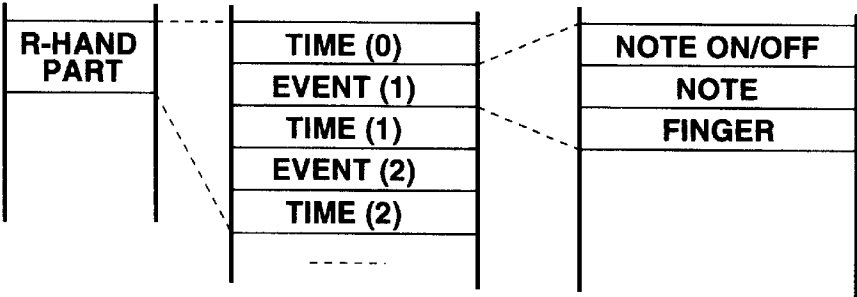 R-HAND
PART
TIME (0)
EVENT (1)
TIME (1)
EVENT (2)
TIME (2)
NOTE ON/OFF
NOTE
FINGER